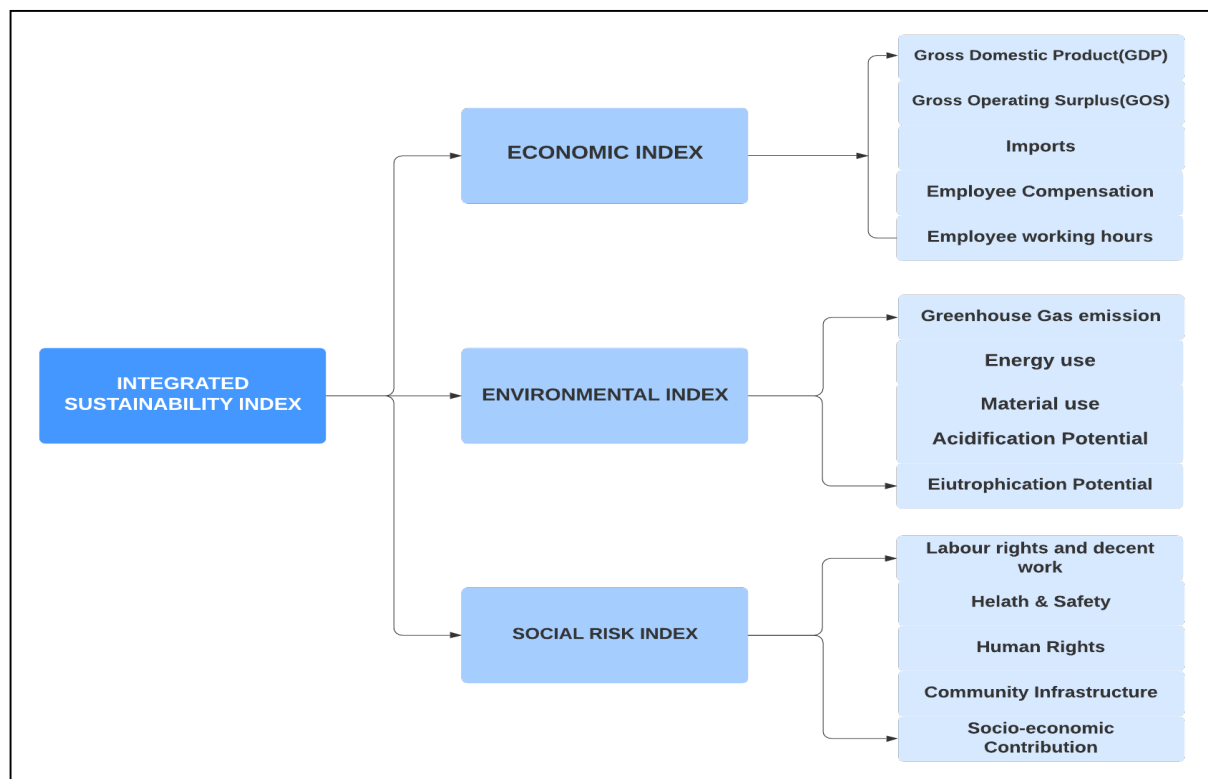 INTEGRATED
SUSTAINABILITY INDEX
ECONOMIC INDEX
Gross Domestic Product(GDP)
Gross Operating Surplus(GOS)
Imports
Employee Compensation
Employee working hours
ENVIRONMENTAL INDEX
Greenhouse Gas emission
Energy use
Material use
Acidification Potential
Eiutrophication Potential
SOCIAL RISK INDEX
Labour rights and decent
work
Helath & Safety
Human Rights
Community Infrastructure
Socio-economic
Contribution